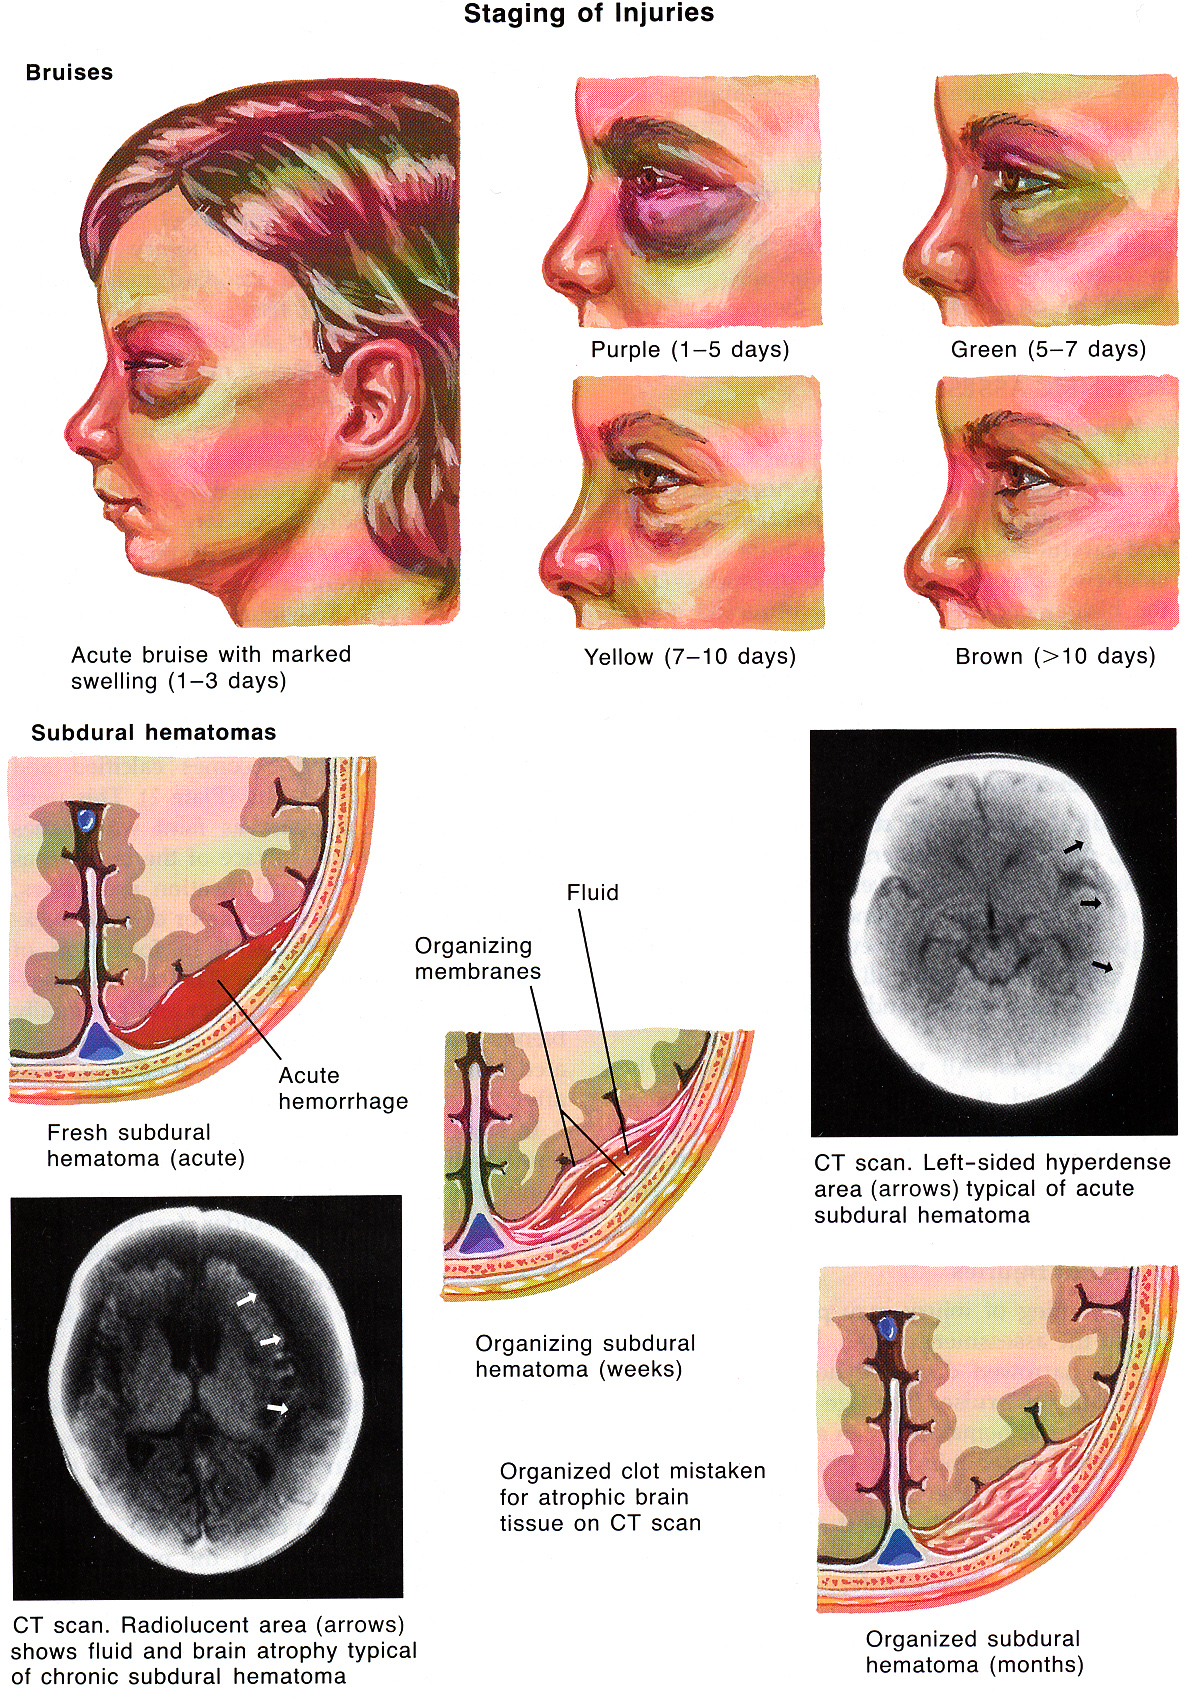 Staging of Injuries
Bruises
Purple (1–5 days)
Green (5–7 days)
Acute bruise with marked
swelling (1–3 days)
Yellow (7–10 days)
Brown (>10 days)
Subdural hematomas
Acute
hemorrhage
Fresh subdural
hematoma (acute)
Fluid
Organizing
membranes
Organizing subdural
hematoma (weeks)
CT scan. Left-sided hyperdense
area (arrows) typical of acute
subdural hematoma
CT scan. Radiolucent area (arrows)
shows fluid and brain atrophy typical
of chronic subdural hematoma
Organized clot mistaken
for atrophic brain
tissue on CT scan
Organized subdural
hematoma (months)